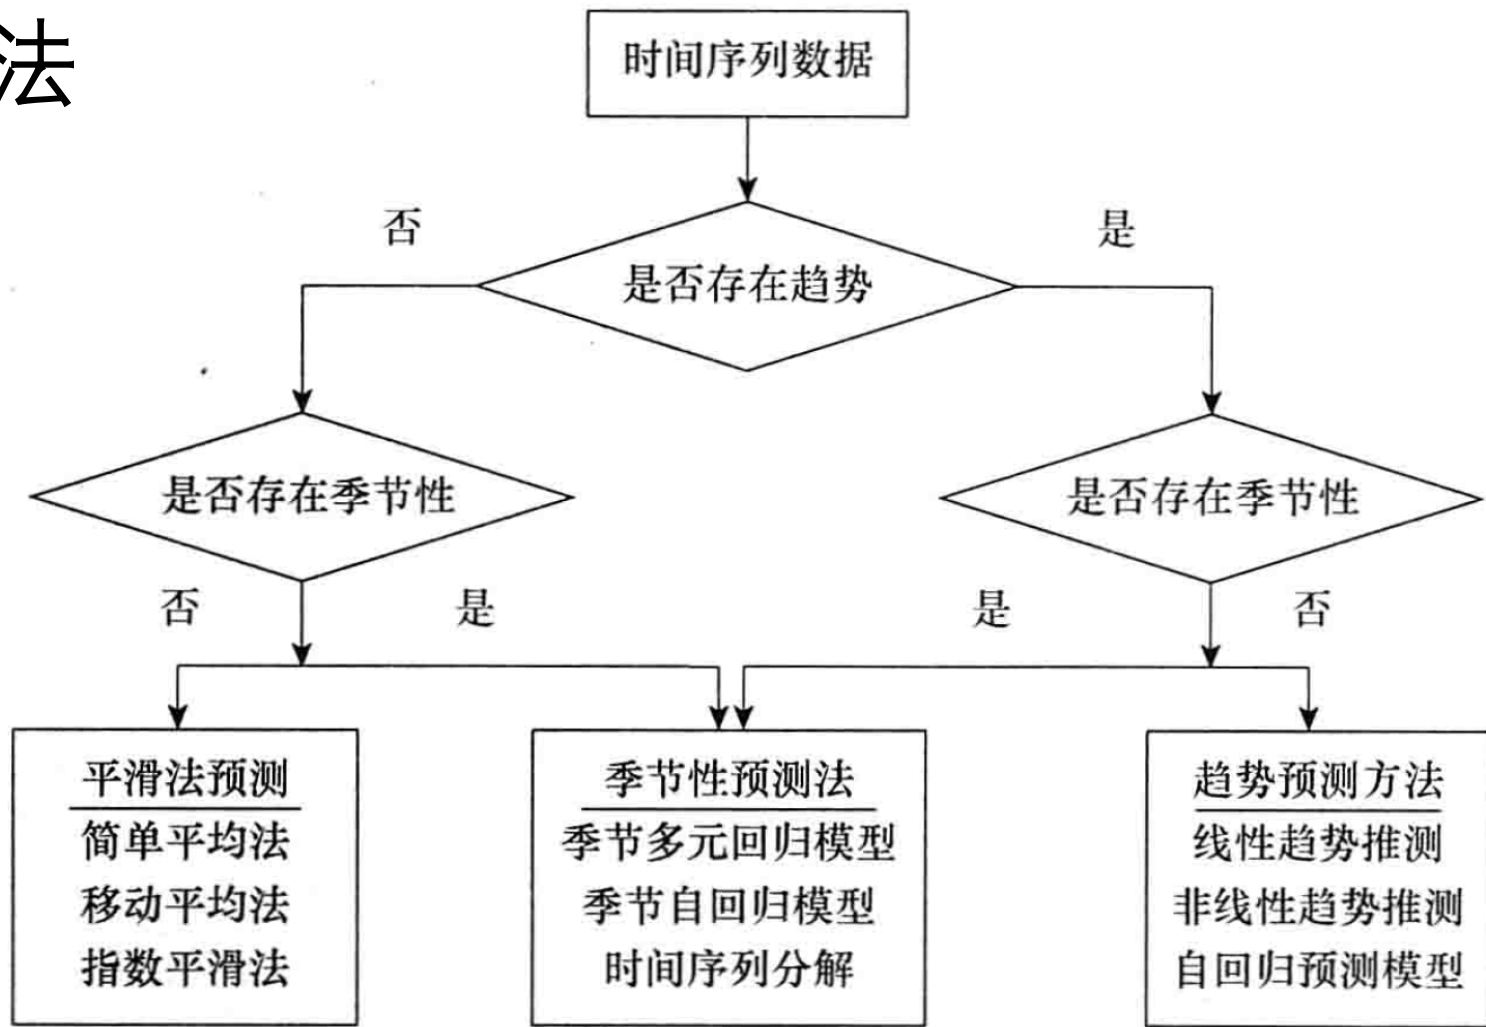 法
时间序列数据
否
是
是否存在趋势
是否存在季节性
是否存在季节性
否
是
是
否
平滑法预测
简单平均法
移动平均法
指数平滑法
季节性预测法
季节多元回归模型
季节自回归模型
时间序列分解
趋势预测方法
线性趋势推测
非线性趋势推测
自回归预测模型